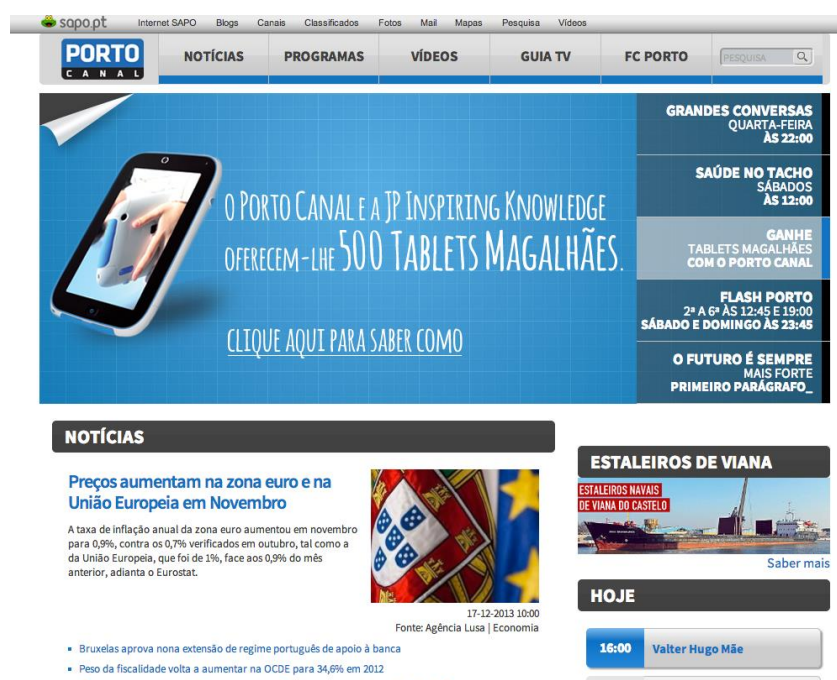 sapo.pt Internet SAPO Blogs Canais Classificados Fotos Mail Mapas Pesquisa Vídeos
PORTO
CANAL
NOTÍCIAS PROGRAMAS VÍDEOS GUIA TV FC PORTO PESQUISA
O PORTO CANAL E A JP INSPIRING KNOWLEDGE
OFERECEM-LHE 500 TABLETS MAGALHÃES.
CLIQUE AQUI PARA SABER COMO
GRANDES CONVERSAS
QUARTA-FEIRA
ÀS 22:00
SAÚDE NO TACHO
SÁBADOS
ÀS 12:00
GANHE
TABLETS MAGALHÃES
COM O PORTO CANAL
FLASH PORTO
2ª A 6ª ÀS 12:45 E 19:00
SÁBADO E DOMINGO ÀS 23:45
O FUTURO É SEMPRE
MAIS FORTE
PRIMEIRO PARÁGRAFO_
NOTÍCIAS
Preços aumentam na zona euro e na
União Europeia em Novembro
A taxa de inflação anual da zona euro aumentou em novembro
para 0,9%, contra os 0,7% verificados em outubro, tal como a
da União Europeia, que foi de 1%, face aos 0,9% do mês
anterior, adianta o Eurostat.
17-12-2013 10:00
Fonte: Agência Lusa | Economia
Bruxelas aprova nona extensão de regime português de apoio à banca
Peso da fiscalidade volta a aumentar na OCDE para 34,6% em 2012
ESTALEIROS DE VIANA
ESTALEIROS NAVAIS
DE VIANA DO CASTELO
Saber mais
HOJE
16:00 Valter Hugo Mãe